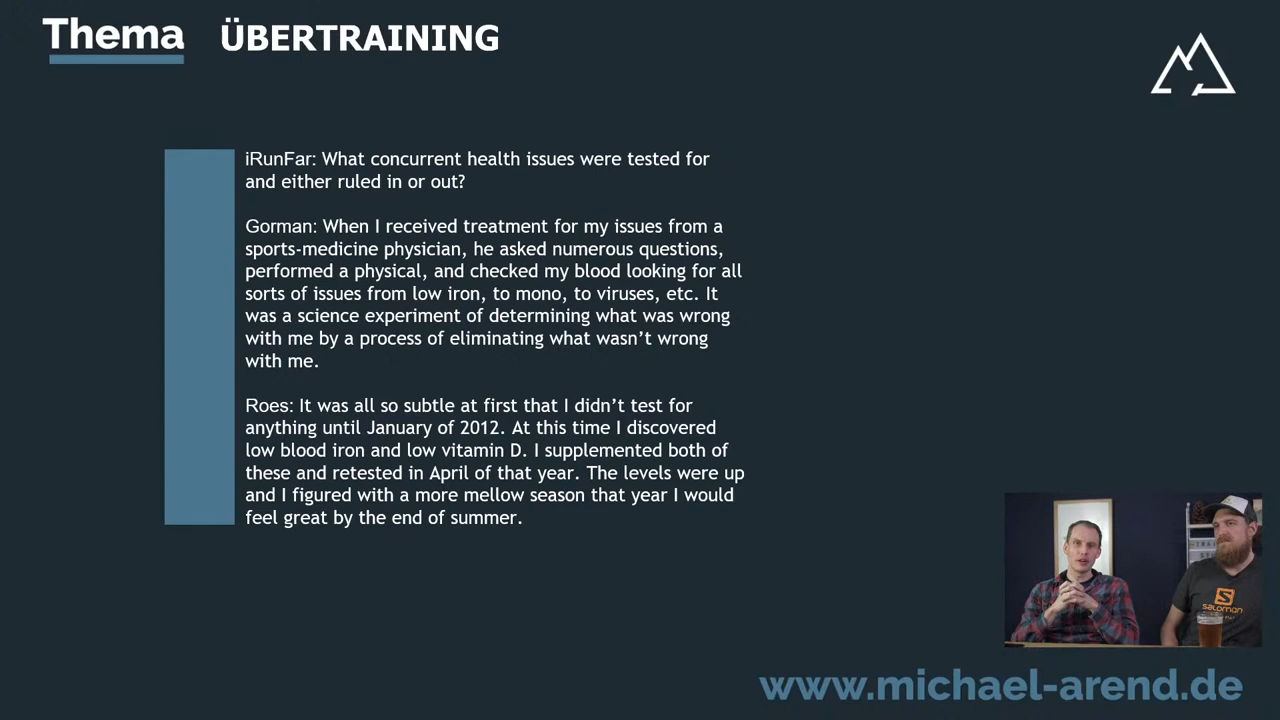 Thema ÜBERTRAINING
iRunFar: What concurrent health issues were tested for
and either ruled in or out?
Gorman: When I received treatment for my issues from a
sports-medicine physician, he asked numerous questions,
performed a physical, and checked my blood looking for all
sorts of issues from low iron, to mono, to viruses, etc. It
was a science experiment of determining what was wrong
with me by a process of eliminating what wasn’t wrong
with me.
Roes: It was all so subtle at first that I didn’t test for
anything until January of 2012. At this time I discovered
low blood iron and low vitamin D. I supplemented both of
these and retested in April of that year. The levels were up
and I figured with a more mellow season that year I would
feel great by the end of summer.
SALOMON
www.michael-arend.de